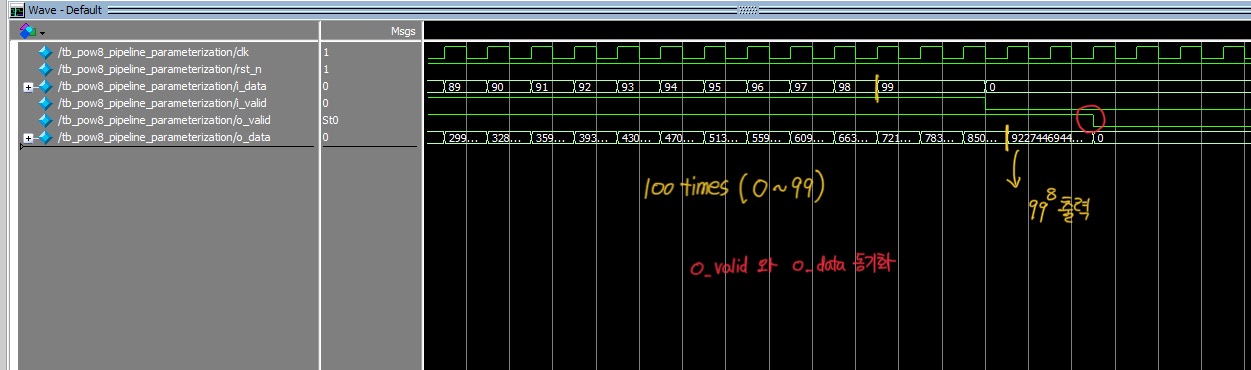 Wave - Default
Msgs
/tb_pow8_pipeline_parameterization/clk 1
/tb_pow8_pipeline_parameterization/rst_n 1
/tb_pow8_pipeline_parameterization/i_data 0 89 90 91 92 93 94 95 96 97 98 99 0
/tb_pow8_pipeline_parameterization/i_valid 0
/tb_pow8_pipeline_parameterization/o_valid St0
/tb_pow8_pipeline_parameterization/o_data 0 299... 328... 359... 393... 430... 470... 513... 559... 609... 663... 721... 783... 850... 9227446944... 0
100 times (0~99)
99⁸ 출력
o_valid 와 o_data 동기화